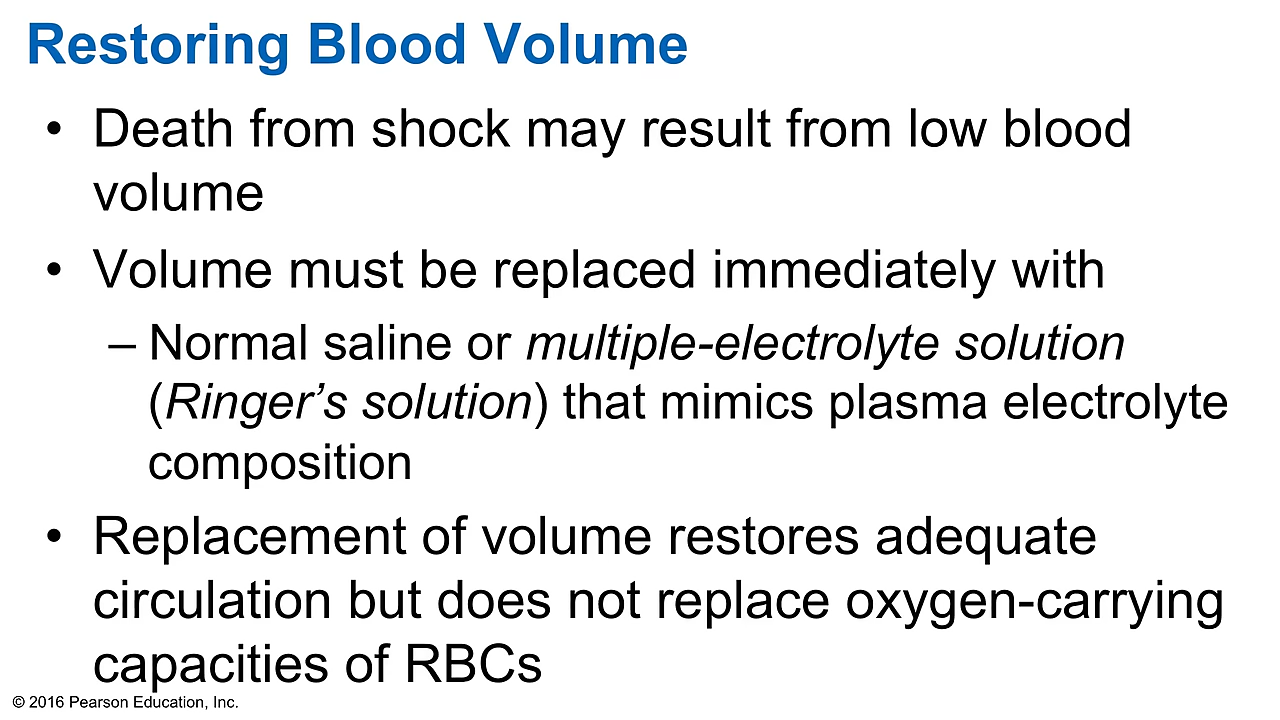 Restoring Blood Volume
• Death from shock may result from low blood
volume
• Volume must be replaced immediately with
– Normal saline or multiple-electrolyte solution
(Ringer’s solution) that mimics plasma electrolyte
composition
• Replacement of volume restores adequate
circulation but does not replace oxygen-carrying
capacities of RBCs
© 2016 Pearson Education, Inc.